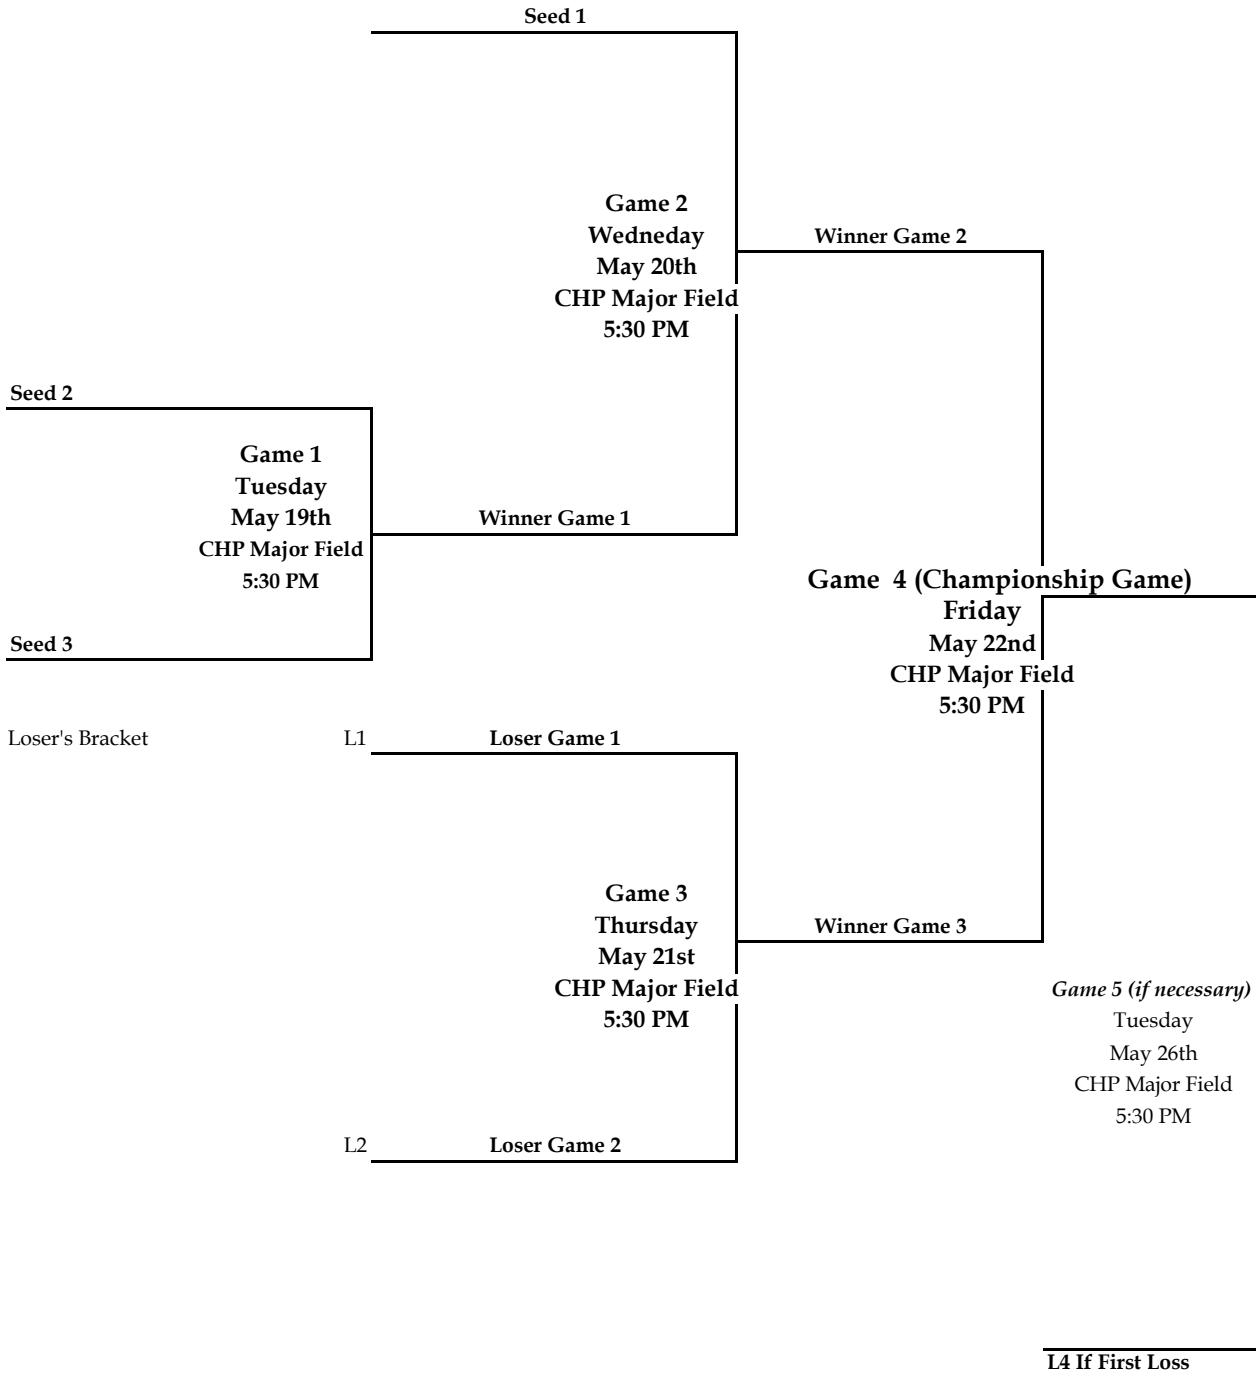 Seed 1
Game 2
Wedneday
May 20th
CHP Major Field
5:30 PM
Winner Game 2
Seed 2
Game 1
Tuesday
May 19th
CHP Major Field
5:30 PM
Winner Game 1
Seed 3
Game 4 (Championship Game)
Friday
May 22nd
CHP Major Field
5:30 PM
Loser's Bracket
L1
Loser Game 1
Game 3
Thursday
May 21st
CHP Major Field
5:30 PM
Winner Game 3
Game 5 (if necessary)
Tuesday
May 26th
CHP Major Field
5:30 PM
L2
Loser Game 2
L4 If First Loss